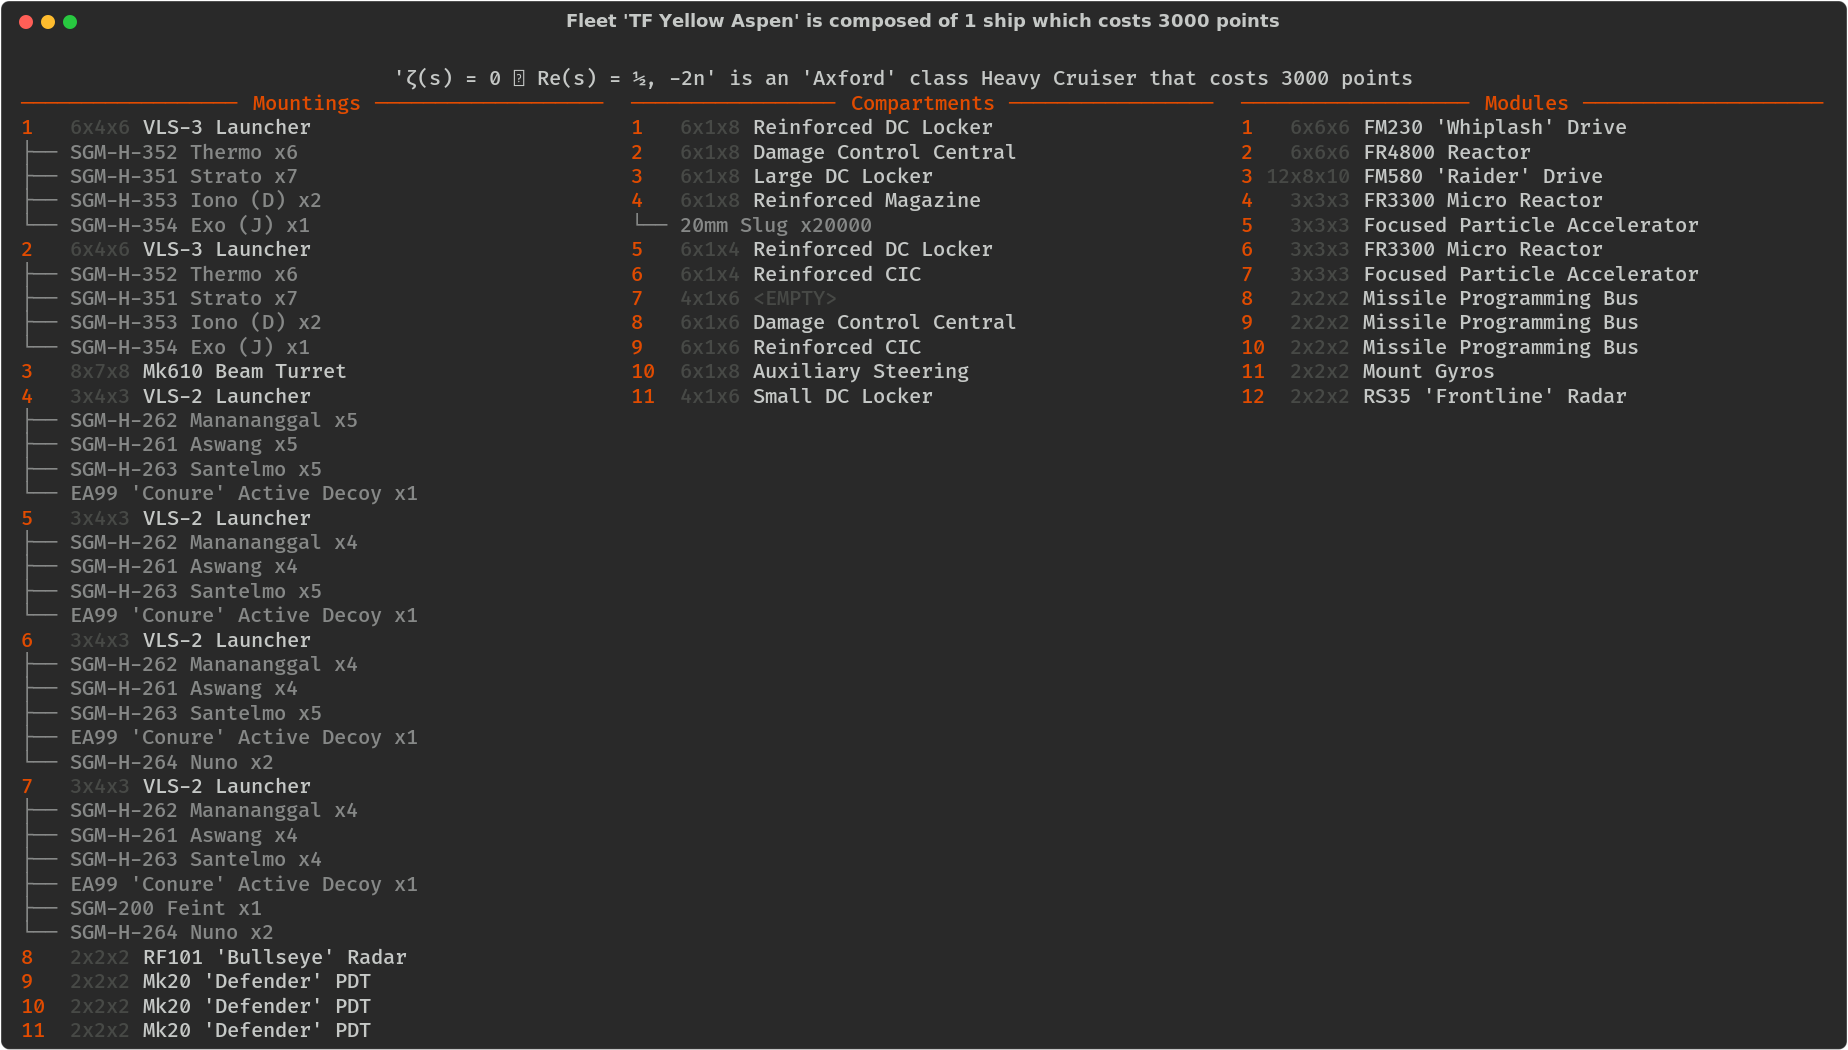 Fleet 'TF Yellow Aspen' is composed of 1 ship which costs 3000 points
'ζ(s) = 0 Re(s) = ½, -2n' is an 'Axford' class Heavy Cruiser that costs 3000 points
Mountings
1 6x4x6 VLS-3 Launcher
SGM-H-352 Thermo x6
SGM-H-351 Strato x7
SGM-H-353 Iono (D) x2
SGM-H-354 Exo (J) x1
2 6x4x6 VLS-3 Launcher
SGM-H-352 Thermo x6
SGM-H-351 Strato x7
SGM-H-353 Iono (D) x2
SGM-H-354 Exo (J) x1
3 8x7x8 Mk610 Beam Turret
4 3x4x3 VLS-2 Launcher
SGM-H-262 Manananggal x5
SGM-H-261 Aswang x5
SGM-H-263 Santelmo x5
EA99 'Conure' Active Decoy x1
5 3x4x3 VLS-2 Launcher
SGM-H-262 Manananggal x4
SGM-H-261 Aswang x4
SGM-H-263 Santelmo x5
EA99 'Conure' Active Decoy x1
6 3x4x3 VLS-2 Launcher
SGM-H-262 Manananggal x4
SGM-H-261 Aswang x4
SGM-H-263 Santelmo x5
EA99 'Conure' Active Decoy x1
SGM-H-264 Nuno x2
7 3x4x3 VLS-2 Launcher
SGM-H-262 Manananggal x4
SGM-H-261 Aswang x4
SGM-H-263 Santelmo x4
EA99 'Conure' Active Decoy x1
SGM-200 Feint x1
SGM-H-264 Nuno x2
8 2x2x2 RF101 'Bullseye' Radar
9 2x2x2 Mk20 'Defender' PDT
10 2x2x2 Mk20 'Defender' PDT
11 2x2x2 Mk20 'Defender' PDT
Compartments
1 6x1x8 Reinforced DC Locker
2 6x1x8 Damage Control Central
3 6x1x8 Large DC Locker
4 6x1x8 Reinforced Magazine
20mm Slug x20000
5 6x1x4 Reinforced DC Locker
6 6x1x4 Reinforced CIC
7 4x1x6 <EMPTY>
8 6x1x6 Damage Control Central
9 6x1x6 Reinforced CIC
10 6x1x8 Auxiliary Steering
11 4x1x6 Small DC Locker
Modules
1 6x6x6 FM230 'Whiplash' Drive
2 6x6x6 FR4800 Reactor
3 12x8x10 FM580 'Raider' Drive
4 3x3x3 FR3300 Micro Reactor
5 3x3x3 Focused Particle Accelerator
6 3x3x3 FR3300 Micro Reactor
7 3x3x3 Focused Particle Accelerator
8 2x2x2 Missile Programming Bus
9 2x2x2 Missile Programming Bus
10 2x2x2 Missile Programming Bus
11 2x2x2 Mount Gyros
12 2x2x2 RS35 'Frontline' Radar